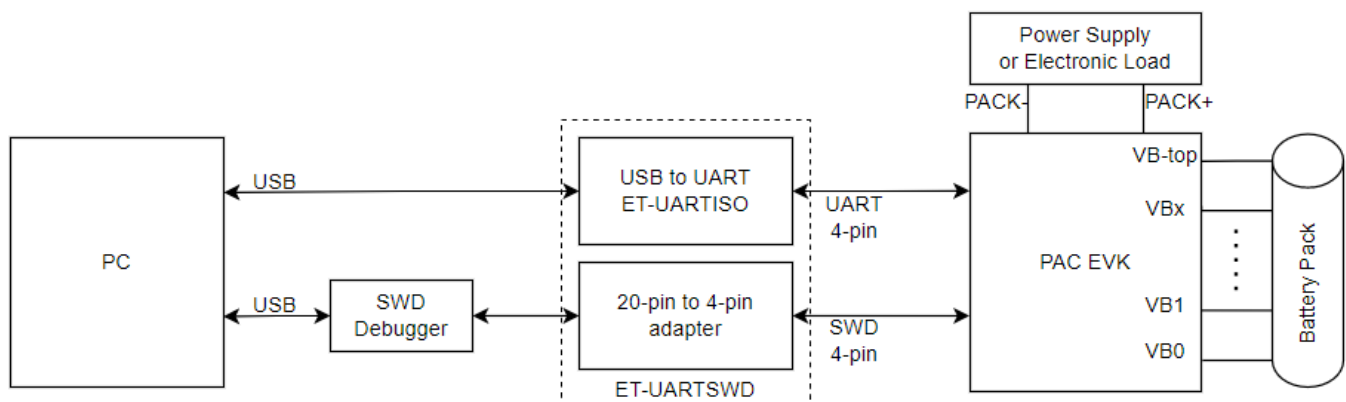 Power Supply
or Electronic Load
PACK-
PACK+
PC
USB
USB to UART
ET-UARTISO
UART
4-pin
USB
SWD
Debugger
20-pin to 4-pin
adapter
SWD
4-pin
ET-UARTSWD
PAC EVK
VB-top
VBx
VB1
VB0
Battery Pack